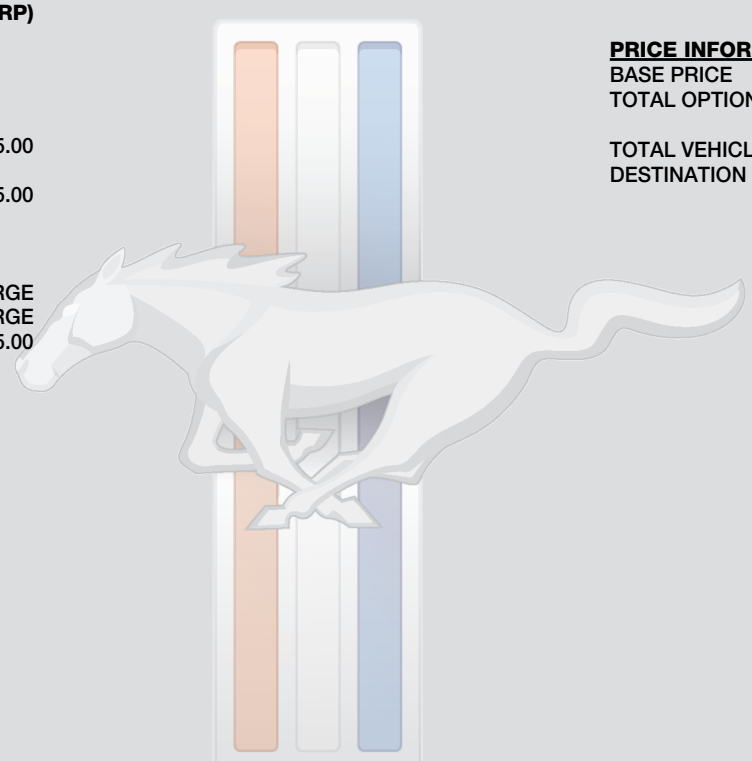 RP)
5.00
5.00
RGE
RGE
5.00
PRICE INFOR
BASE PRICE
TOTAL OPTION
TOTAL VEHICL
DESTINATION